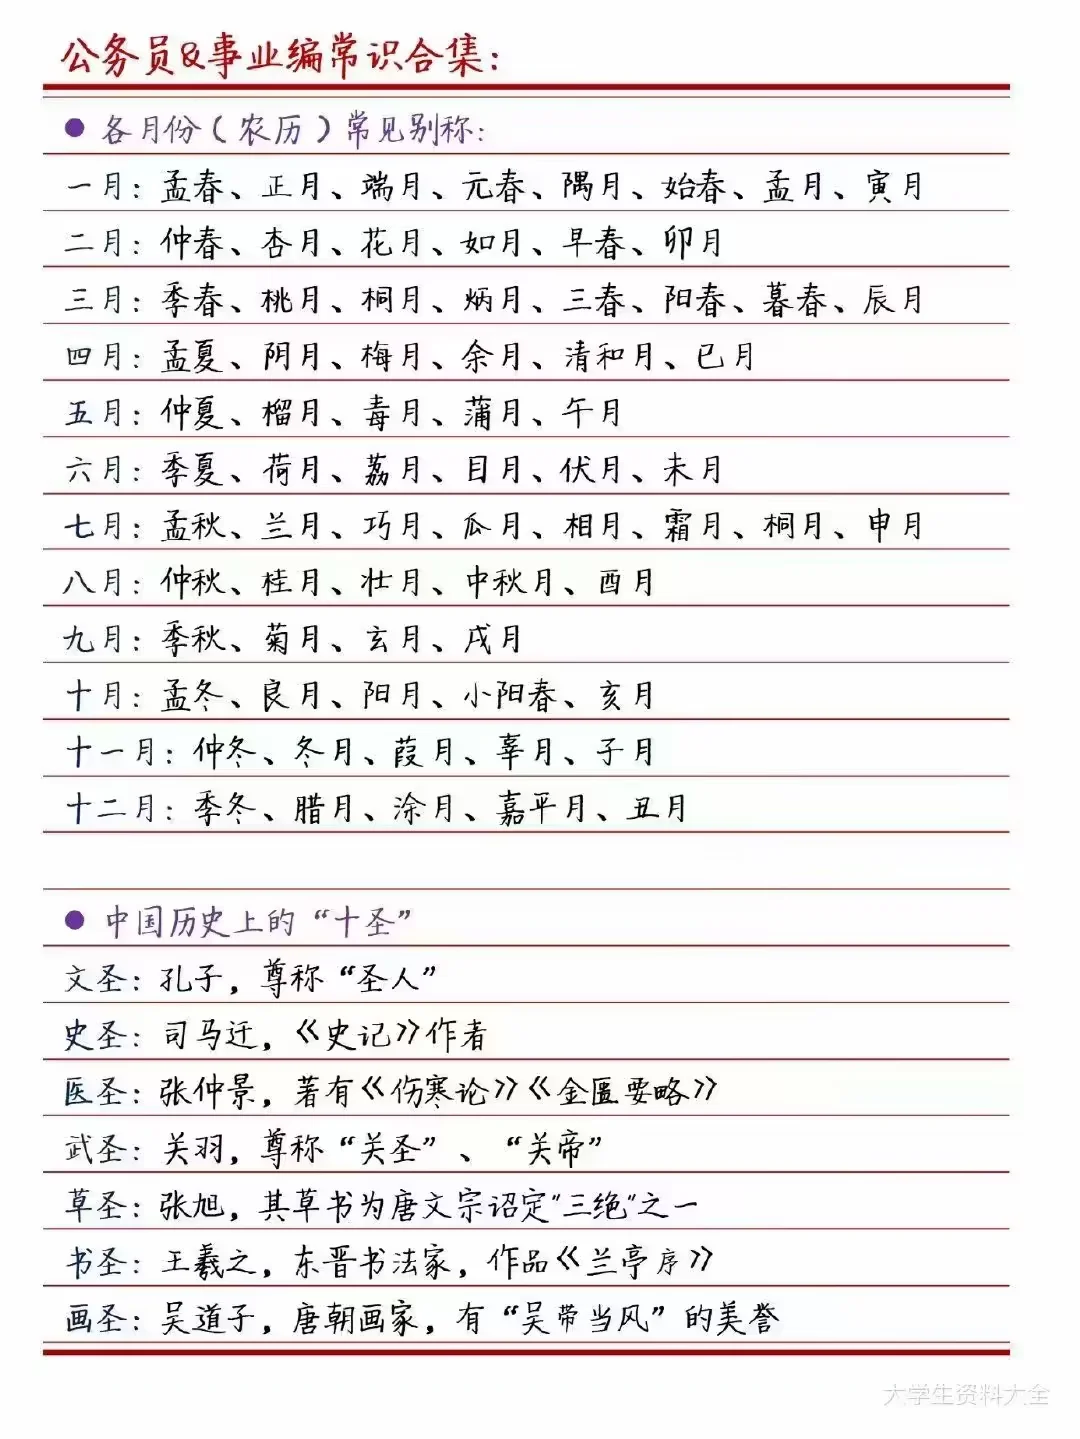 公务员&事业编常识合集：
● 各月份（农历）常见别称：
一月：孟春、正月、端月、元春、隅月、始春、孟月、寅月
二月：仲春、杏月、花月、如月、早春、卯月
三月：季春、桃月、桐月、炳月、三春、阳春、暮春、辰月
四月：孟夏、阴月、梅月、余月、清和月、已月
五月：仲夏、榴月、毒月、蒲月、午月
六月：季夏、荷月、荔月、目月、伏月、未月
七月：孟秋、兰月、巧月、瓜月、相月、霜月、桐月、申月
八月：仲秋、桂月、壮月、中秋月、酉月
九月：季秋、菊月、玄月、戌月
十月：孟冬、良月、阳月、小阳春、亥月
十一月：仲冬、冬月、葭月、辜月、子月
十二月：季冬、腊月、涂月、嘉平月、丑月
● 中国历史上的“十圣”
文圣：孔子，尊称“圣人”
史圣：司马迁，《史记》作者
医圣：张仲景，著有《伤寒论》《金匮要略》
武圣：关羽，尊称“关圣”、“关帝”
草圣：张旭，其草书为唐文宗诏定"三绝"之一
书圣：王羲之，东晋书法家，作品《兰亭序》
画圣：吴道子，唐朝画家，有“吴带当风”的美誉
大学生资料大全